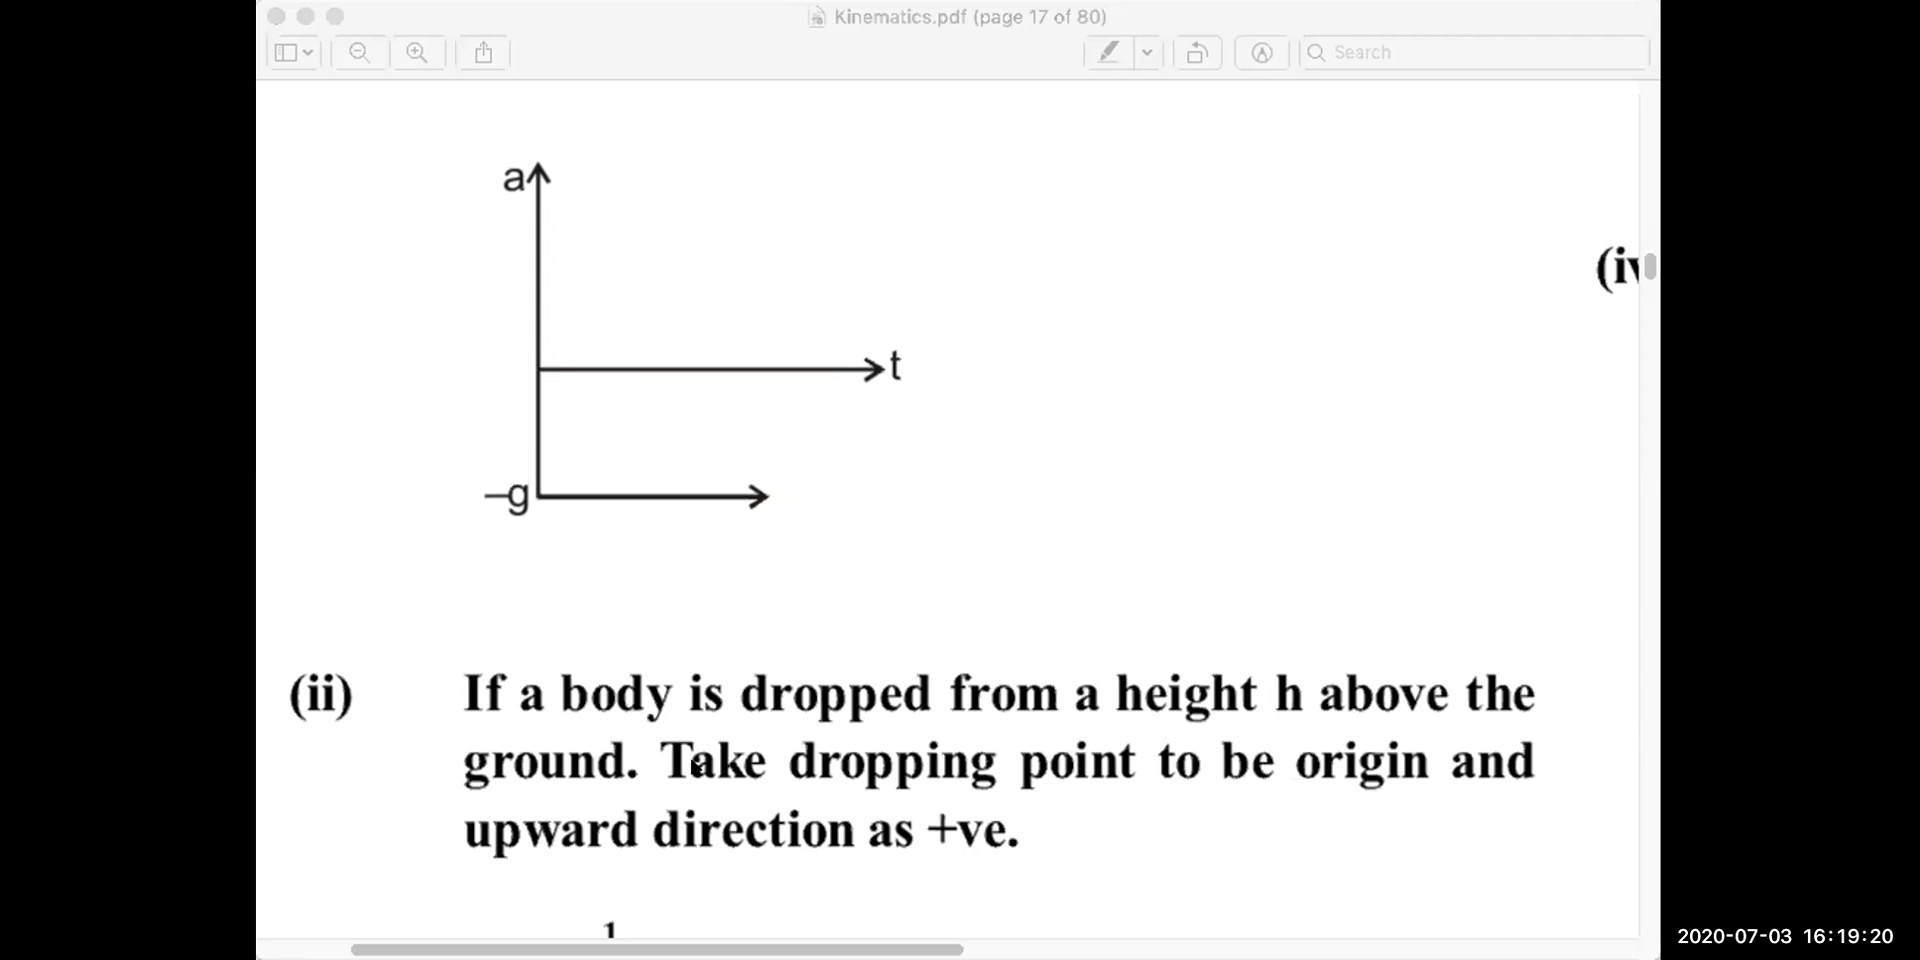 Kinematics.pdf (page 17 of 80)
Search
a
t
–g
(ii) If a body is dropped from a height h above the
ground. Take dropping point to be origin and
upward direction as +ve.
1
2020-07-03 16:19:20